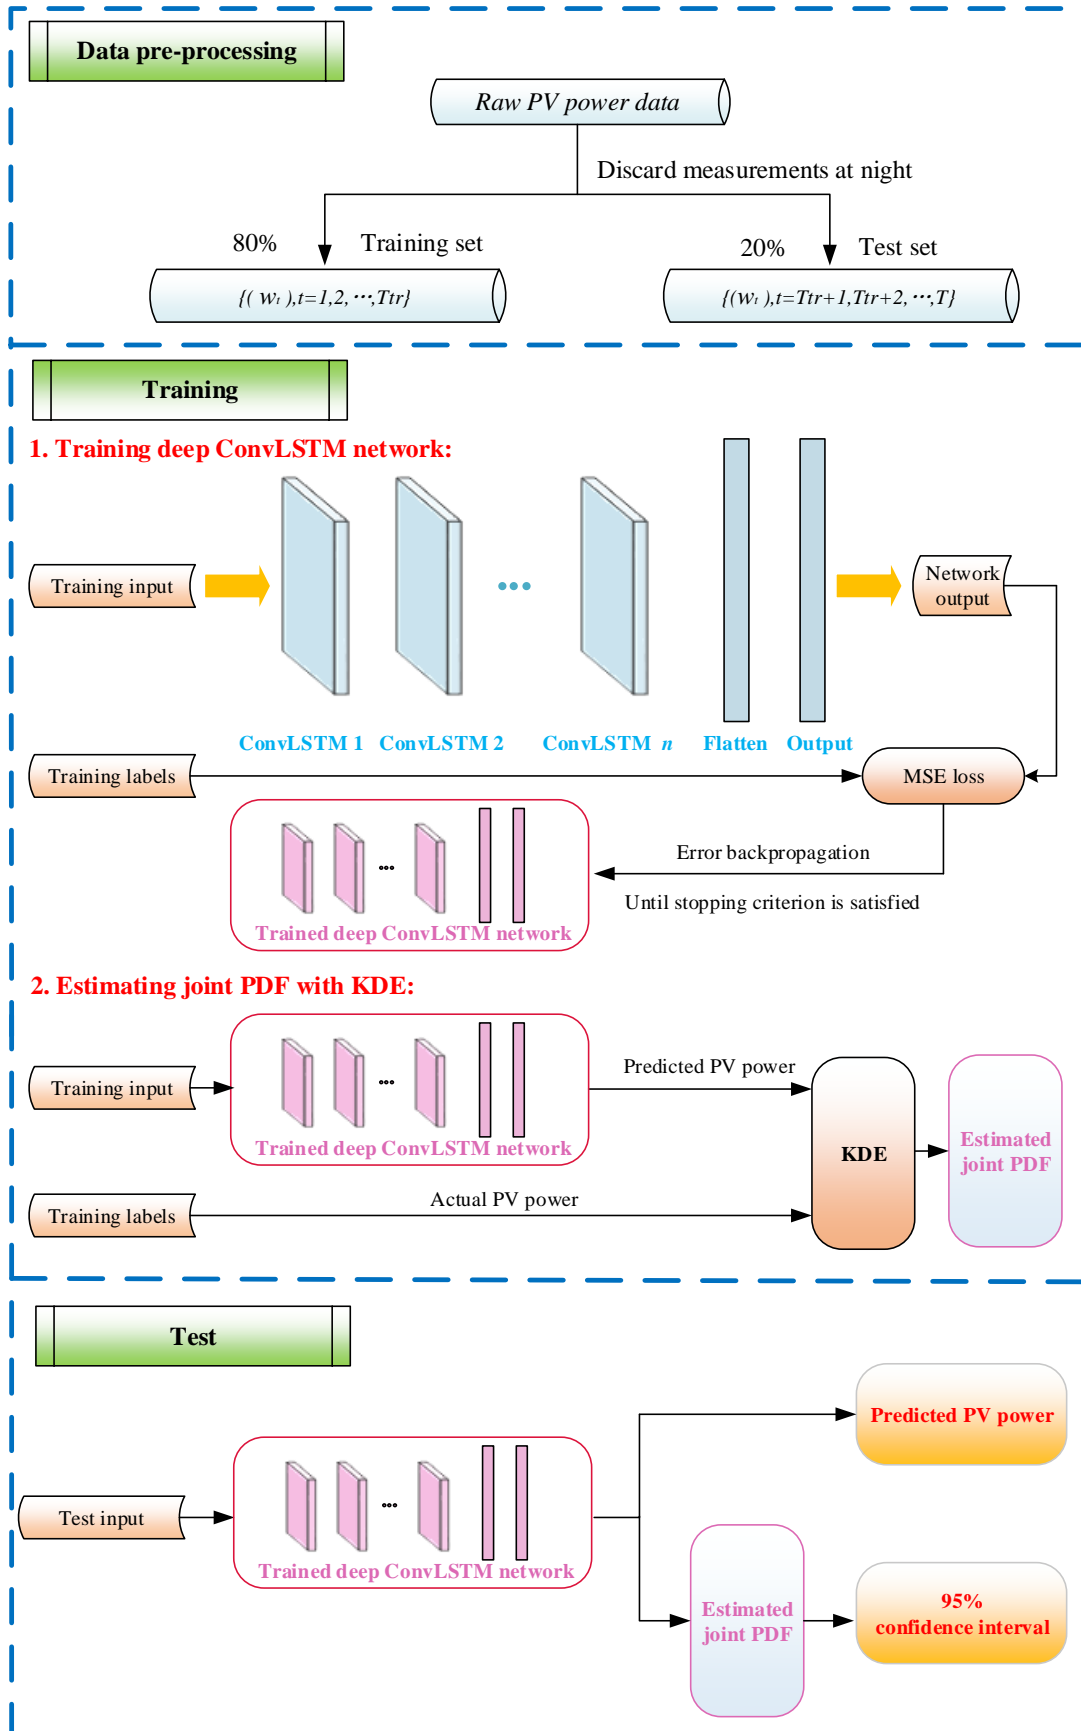 Data pre-processing
Raw PV power data
Discard measurements at night
80%
Training set
20%
Test set
{( wₜ ),t=1,2, ···,Ttr}
{(wₜ ),t=Ttr+1,Ttr+2, ···,T}
Training
1. Training deep ConvLSTM network:
Training input
Network
output
ConvLSTM 1
ConvLSTM 2
ConvLSTM n
Flatten
Output
Training labels
MSE loss
Error backpropagation
Until stopping criterion is satisfied
Trained deep ConvLSTM network
2. Estimating joint PDF with KDE:
Training input
Trained deep ConvLSTM network
Predicted PV power
KDE
Estimated
joint PDF
Training labels
Actual PV power
Test
Predicted PV power
Test input
Trained deep ConvLSTM network
Estimated
joint PDF
95%
confidence interval